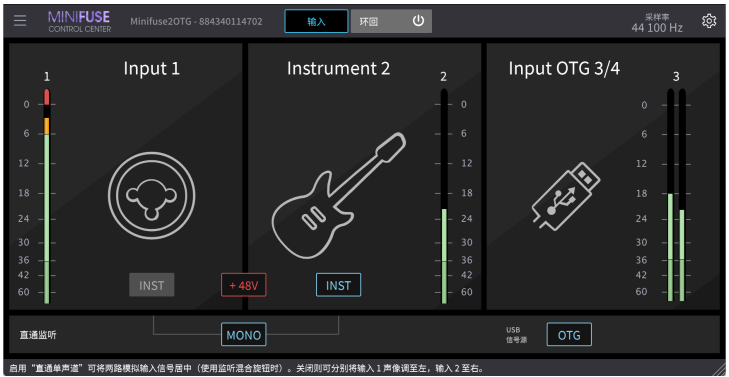 MINIFUSE
CONTROL CENTER
Minifuse2OTG - 884340114702
输入
环回
采样率
44 100 Hz
1
Input 1
Instrument 2
2
Input OTG 3/4
3
0
6
12
18
24
30
36
42
60
0
6
12
18
24
30
36
42
60
0
6
12
18
24
30
36
42
60
INST
+ 48V
INST
直通监听
MONO
USB
信号源
OTG
启用“直通单声道”可将两路模拟输入信号居中（使用监听混合旋钮时）。关闭则可分别将输入 1 声像调至左，输入 2 至右。